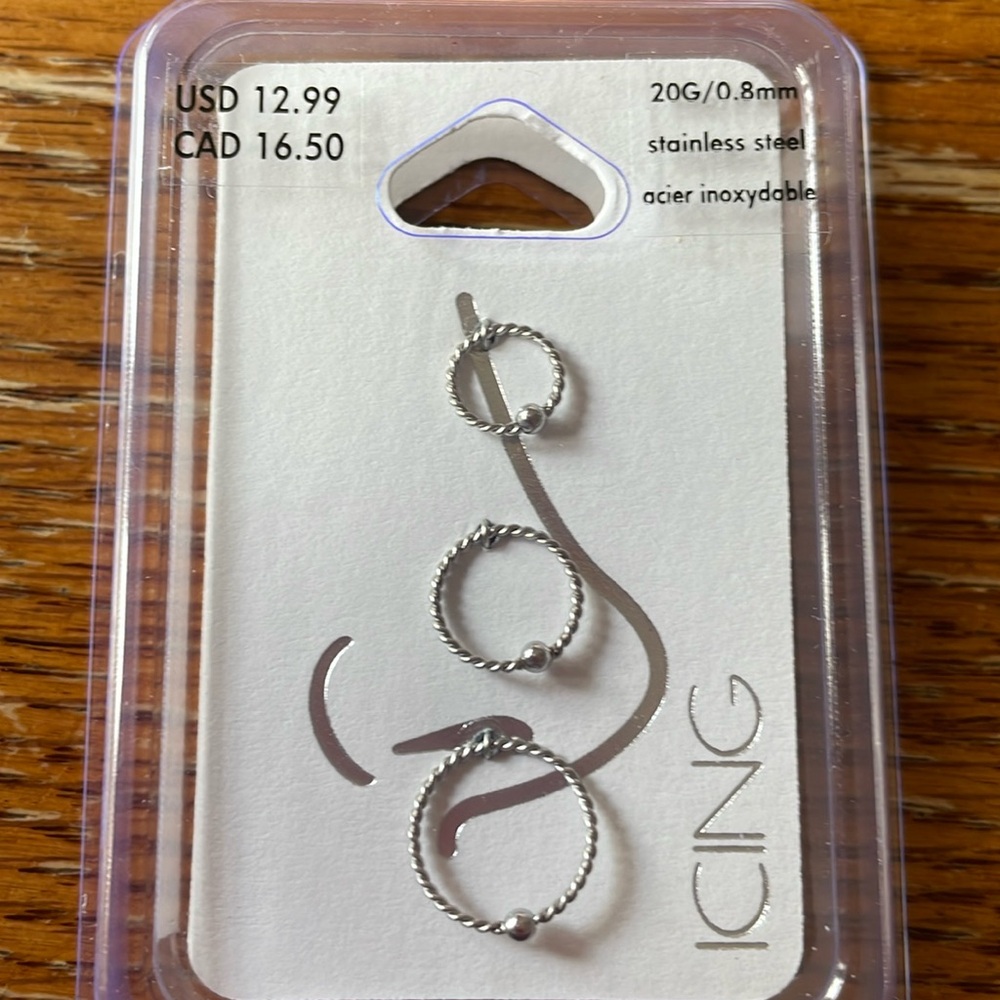 USD 12.99
CAD 16.50
20G/0.8mm
stainless steel
acier inoxydable
ICING